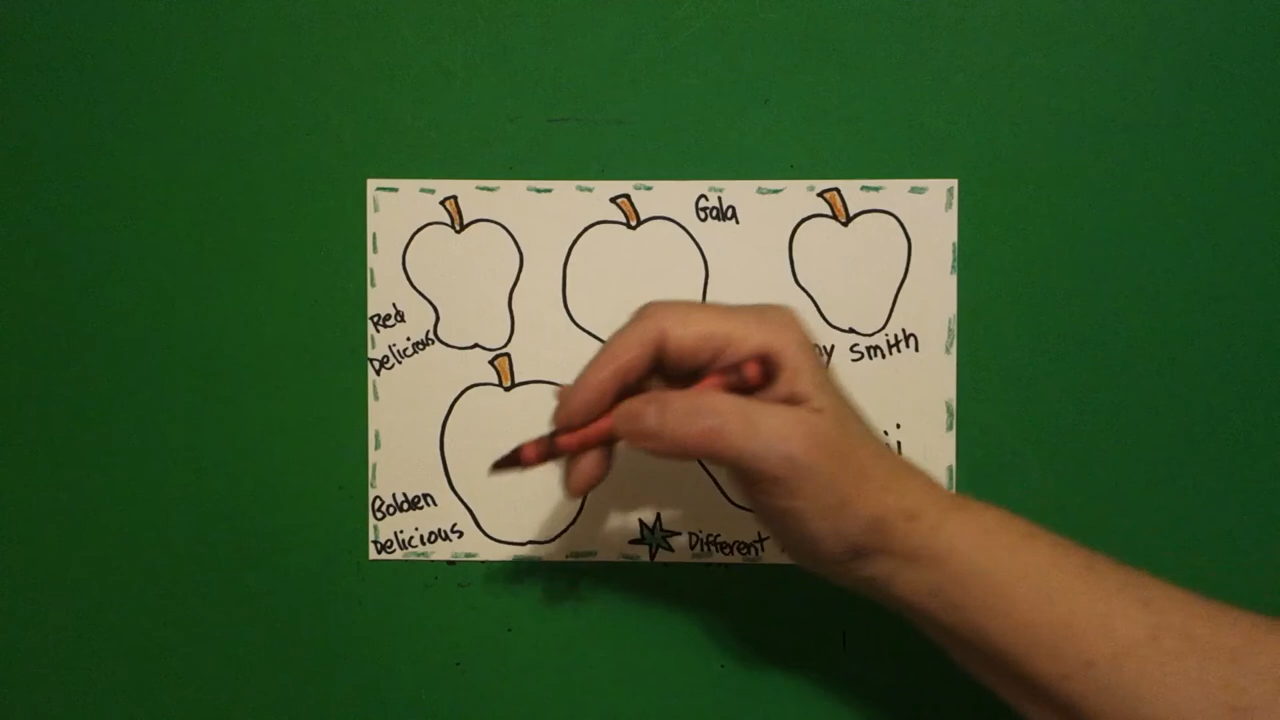 Gala
Red
Delicious
Smith
Golden
Delicious
Different